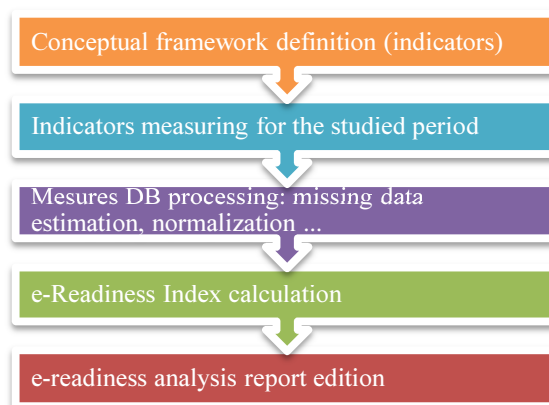 Conceptual framework definition (indicators)
Indicators measuring for the studied period
Mesures DB processing: missing data
estimation, normalization ...
e-Readiness Index calculation
e-readiness analysis report edition